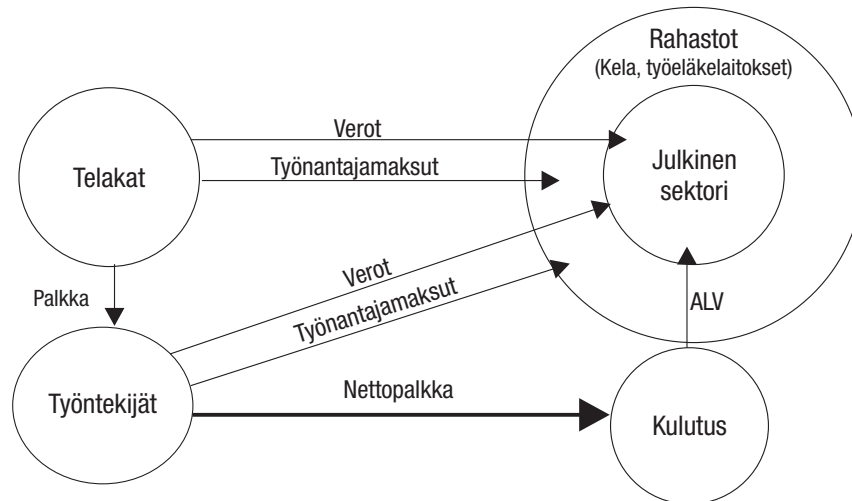 Rahastot
(Kela, työeläkelaitokset)
Verot
Telakat
Työnantajamaksut
Julkinen
sektori
Verot
Palkka
Työnantajamaksut
ALV
Nettopalkka
Työntekijät
Kulutus